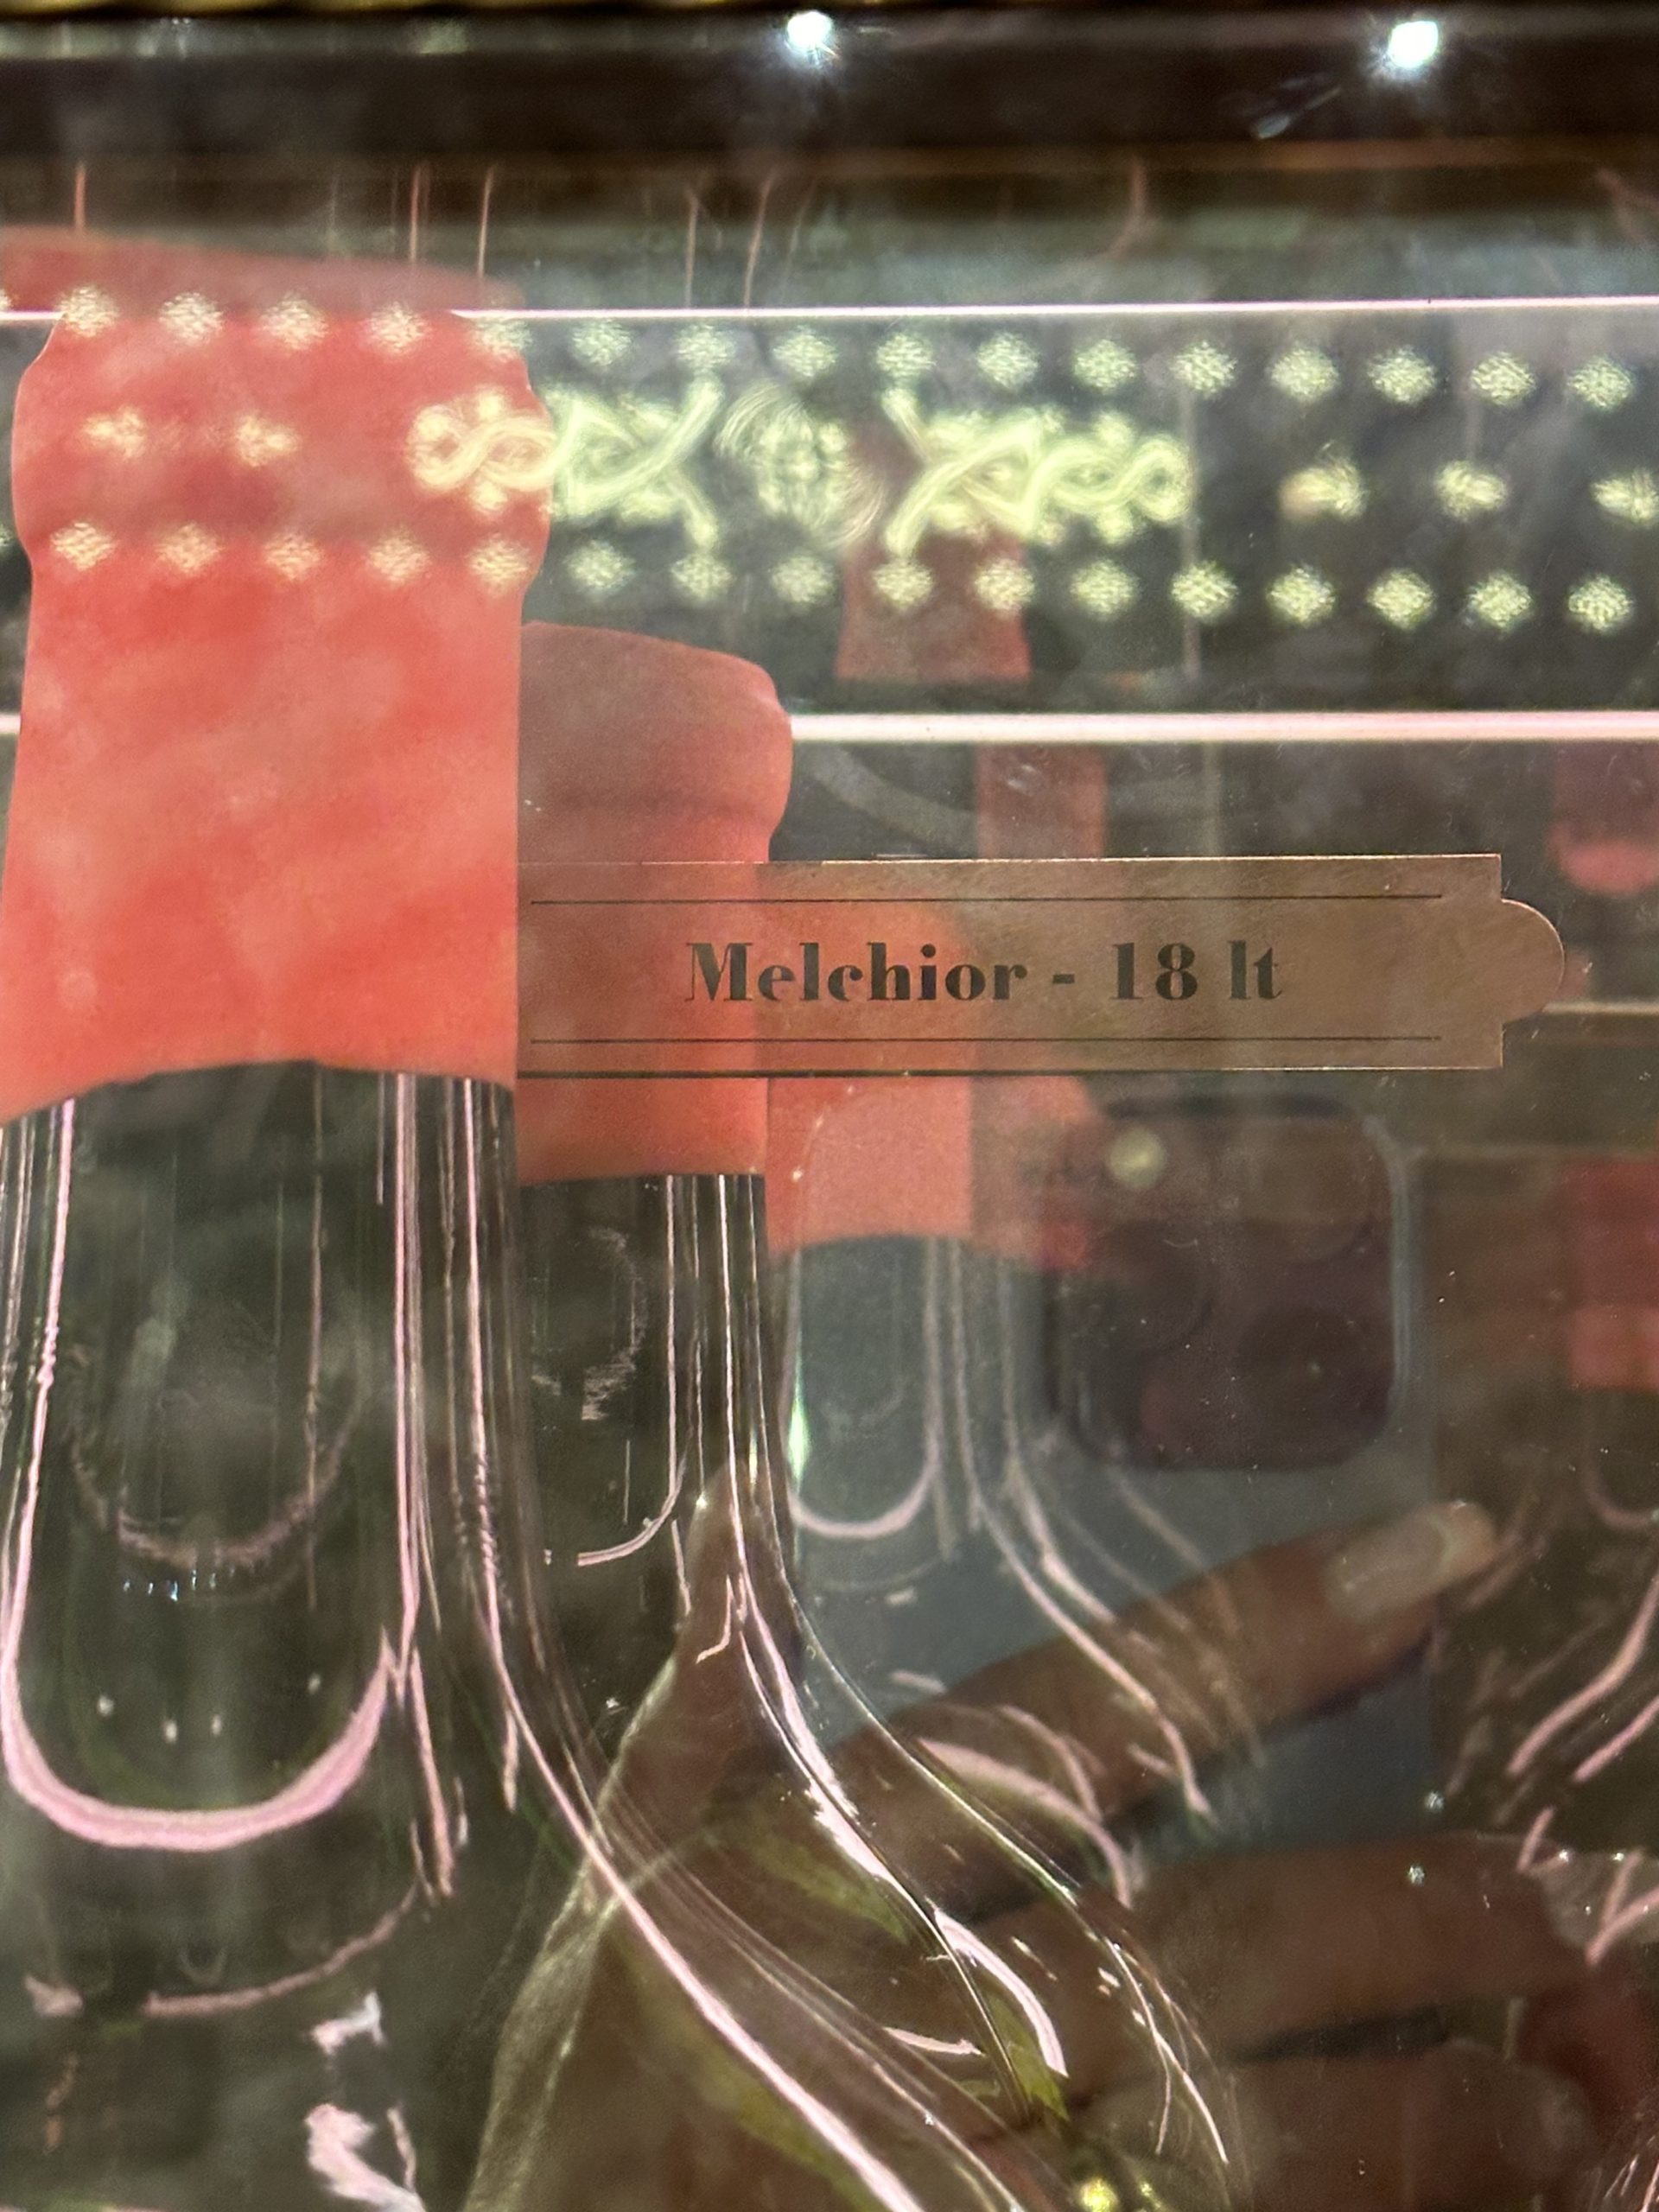 Melchior - 18 lt